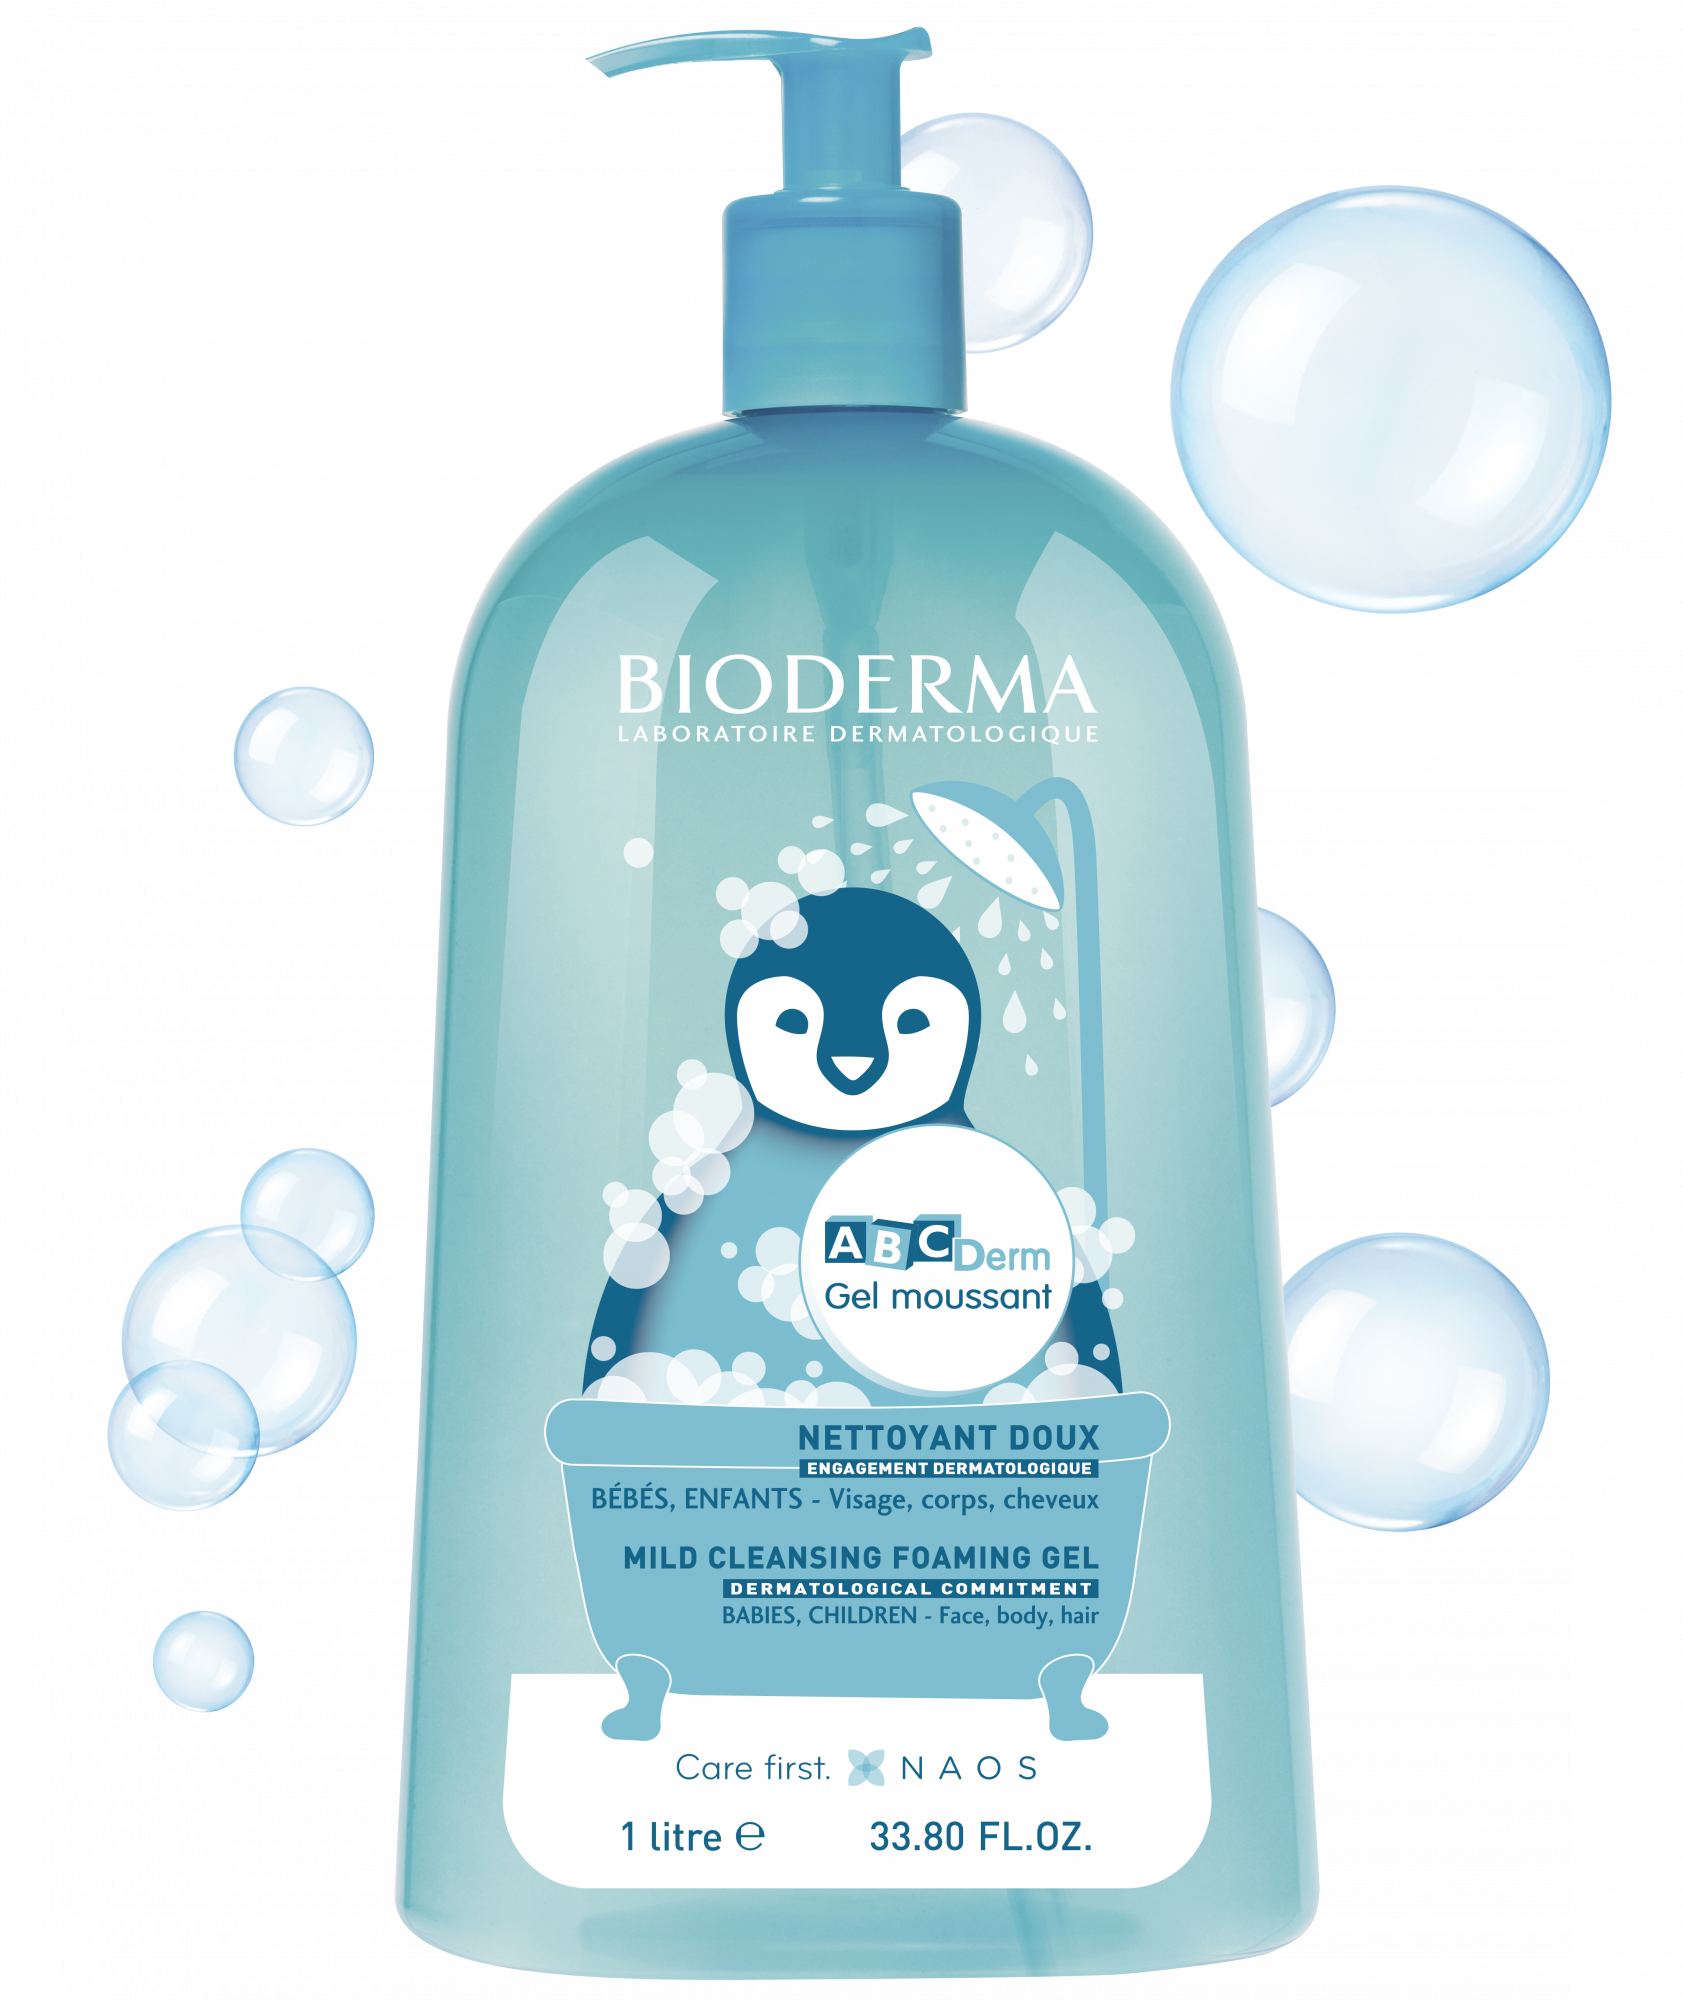 BIODERMA
LABORATOIRE DERMATOLOGIQUE
ABCDerm
Gel moussant
NETTOYANT DOUX
ENGAGEMENT DERMATOLOGIQUE
BÉBÉS, ENFANTS - Visage, corps, cheveux
MILD CLEANSING FOAMING GEL
DERMATOLOGICAL COMMITMENT
BABIES, CHILDREN - Face, body, hair
Care first. NAOS
1 litre ℮ 33.80 FL.OZ.